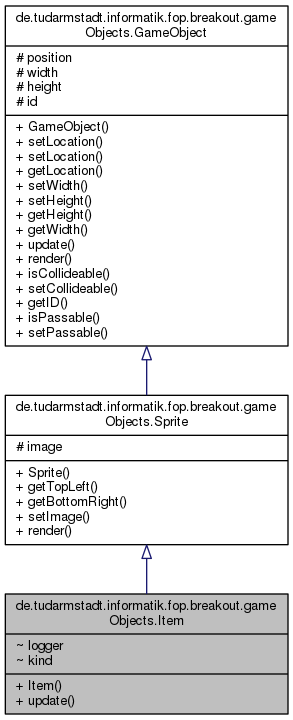 de.tudarmstadt.informatik.fop.breakout.game
Objects.GameObject
# position
# width
# height
# id
+ GameObject()
+ setLocation()
+ setLocation()
+ getLocation()
+ setWidth()
+ setHeight()
+ getHeight()
+ getWidth()
+ update()
+ render()
+ isCollideable()
+ setCollideable()
+ getID()
+ isPassable()
+ setPassable()
de.tudarmstadt.informatik.fop.breakout.game
Objects.Sprite
# image
+ Sprite()
+ getTopLeft()
+ getBottomRight()
+ setImage()
+ render()
de.tudarmstadt.informatik.fop.breakout.game
Objects.Item
~ logger
~ kind
+ Item()
+ update()